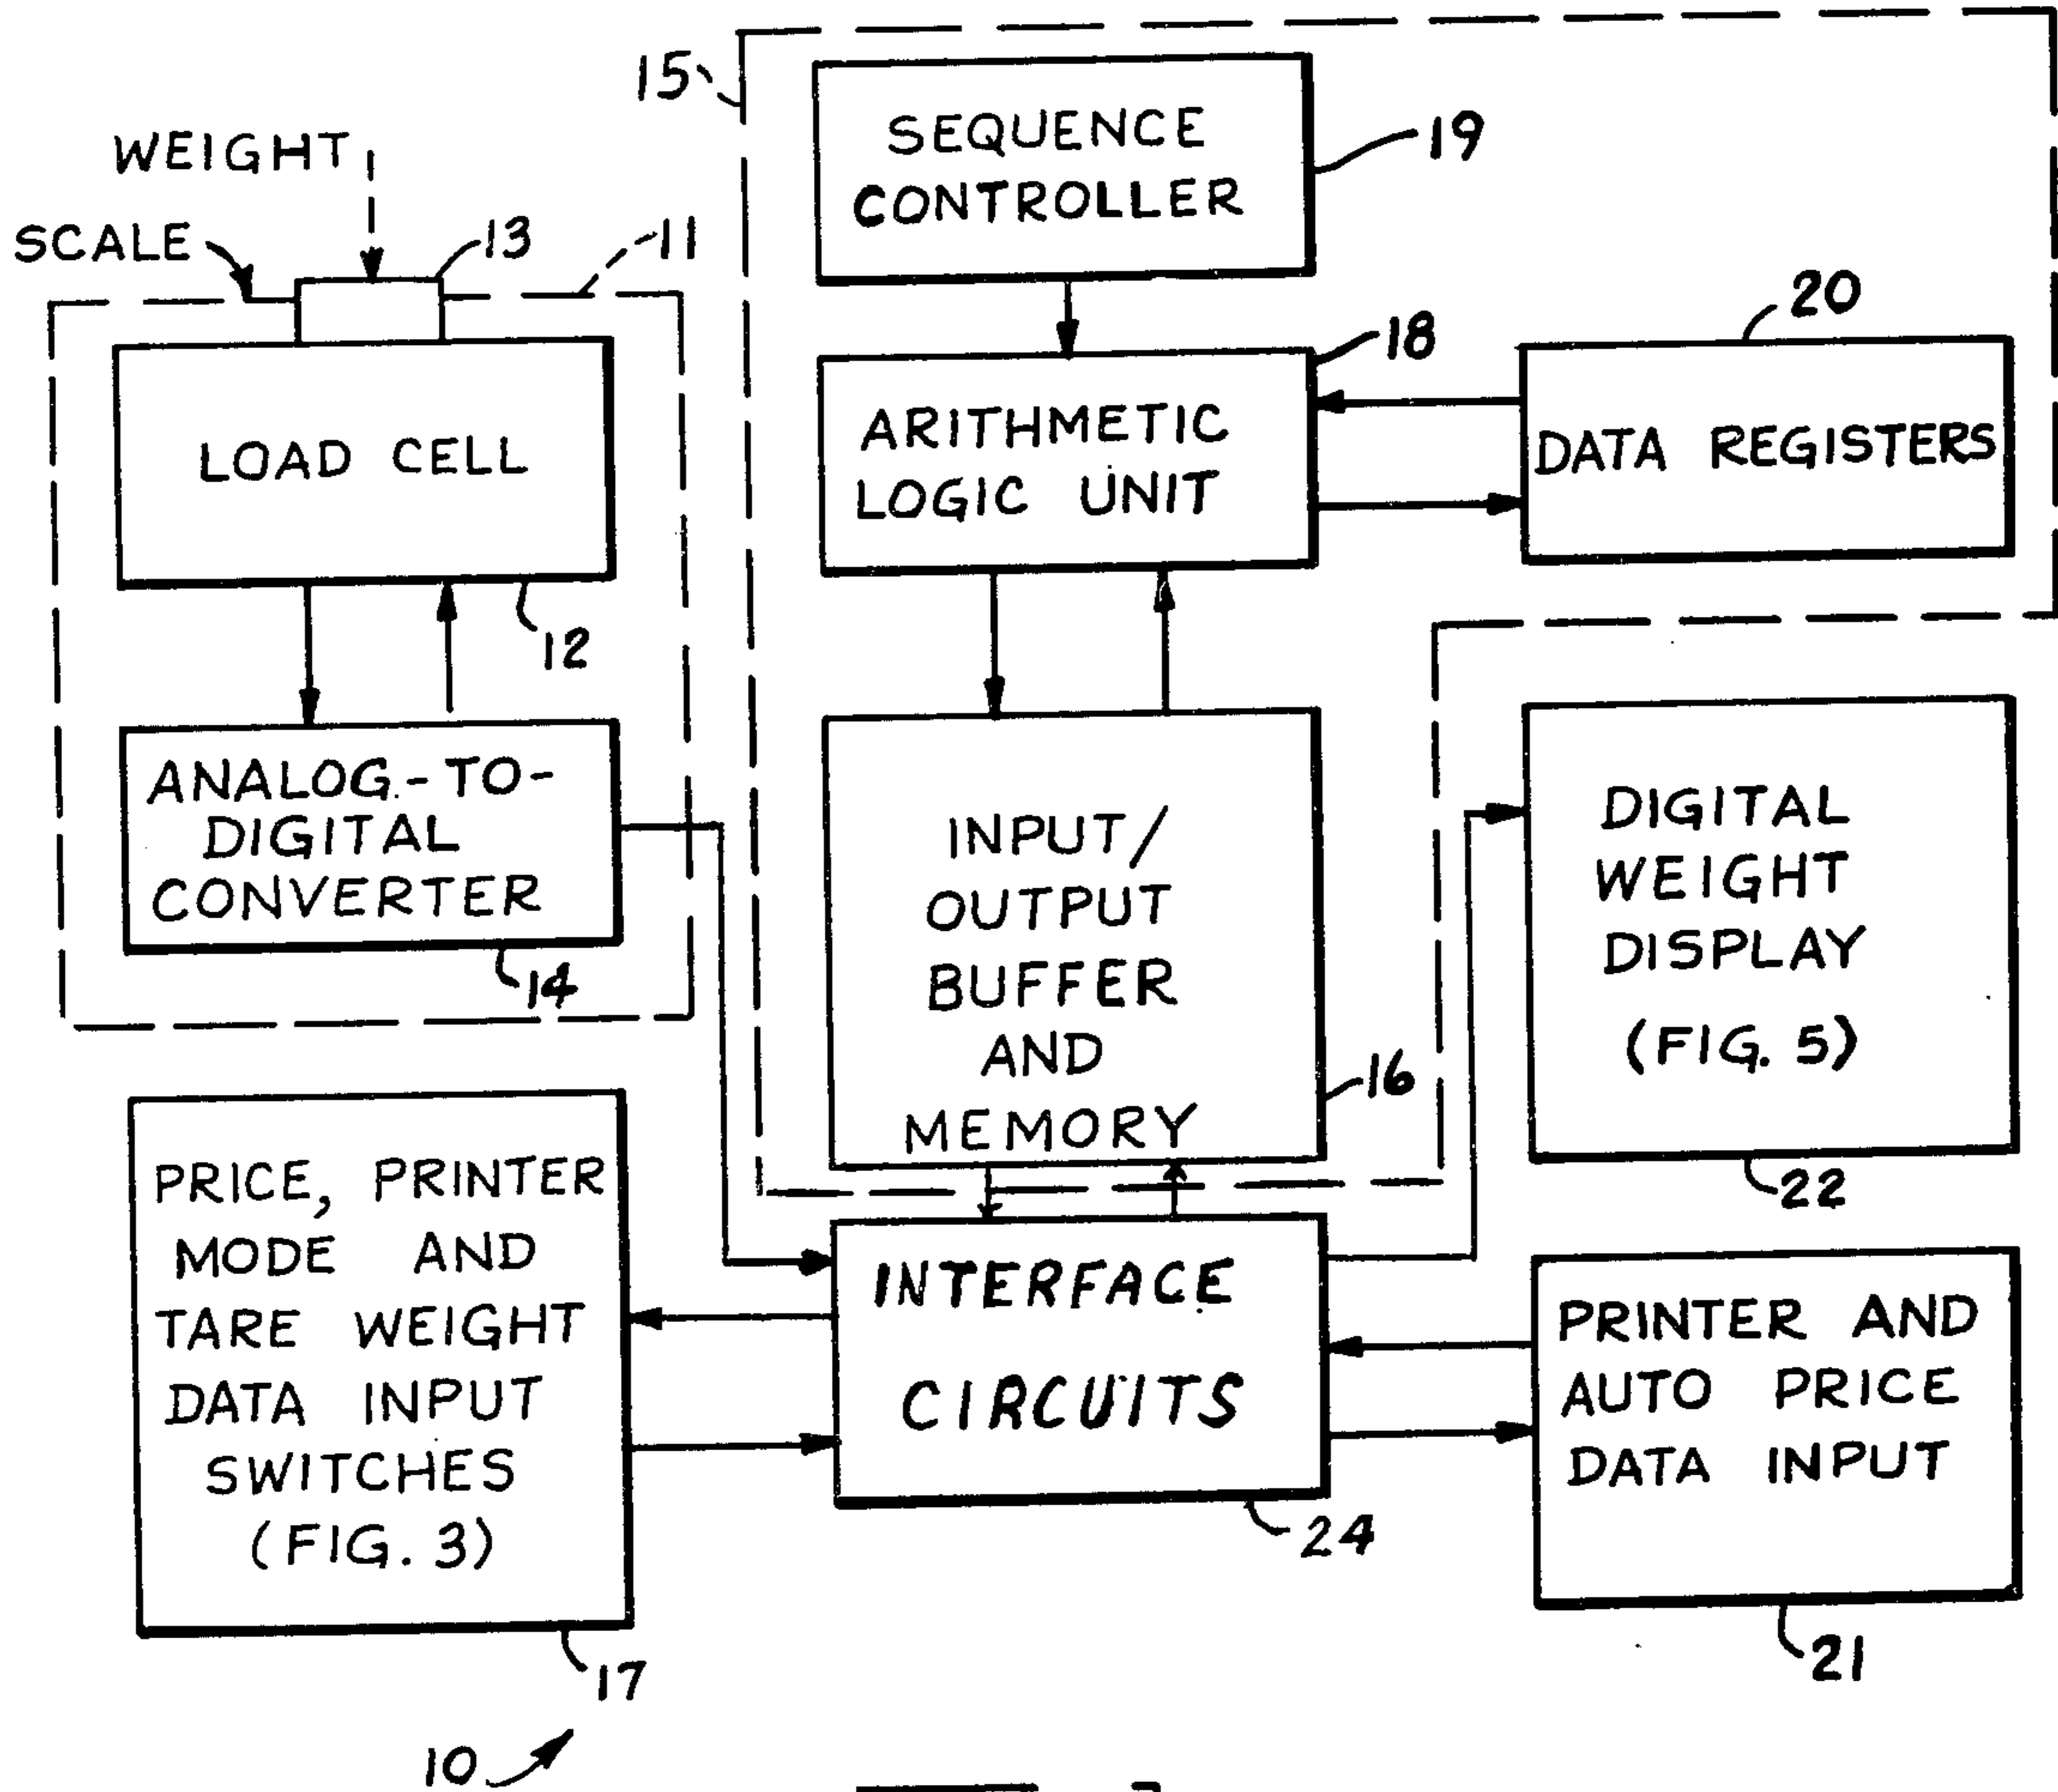 15
SEQUENCE
CONTROLLER
19
WEIGHT
SCALE
13
11
LOAD CELL
12
ARITHMETIC
LOGIC UNIT
18
20
DATA REGISTERS
ANALOG-TO-
DIGITAL
CONVERTER
14
INPUT/
OUTPUT
BUFFER
AND
MEMORY
16
DIGITAL
WEIGHT
DISPLAY
(FIG. 5)
22
PRICE, PRINTER
MODE AND
TARE WEIGHT
DATA INPUT
SWITCHES
(FIG. 3)
17
INTERFACE
CIRCUITS
24
PRINTER AND
AUTO PRICE
DATA INPUT
21
10